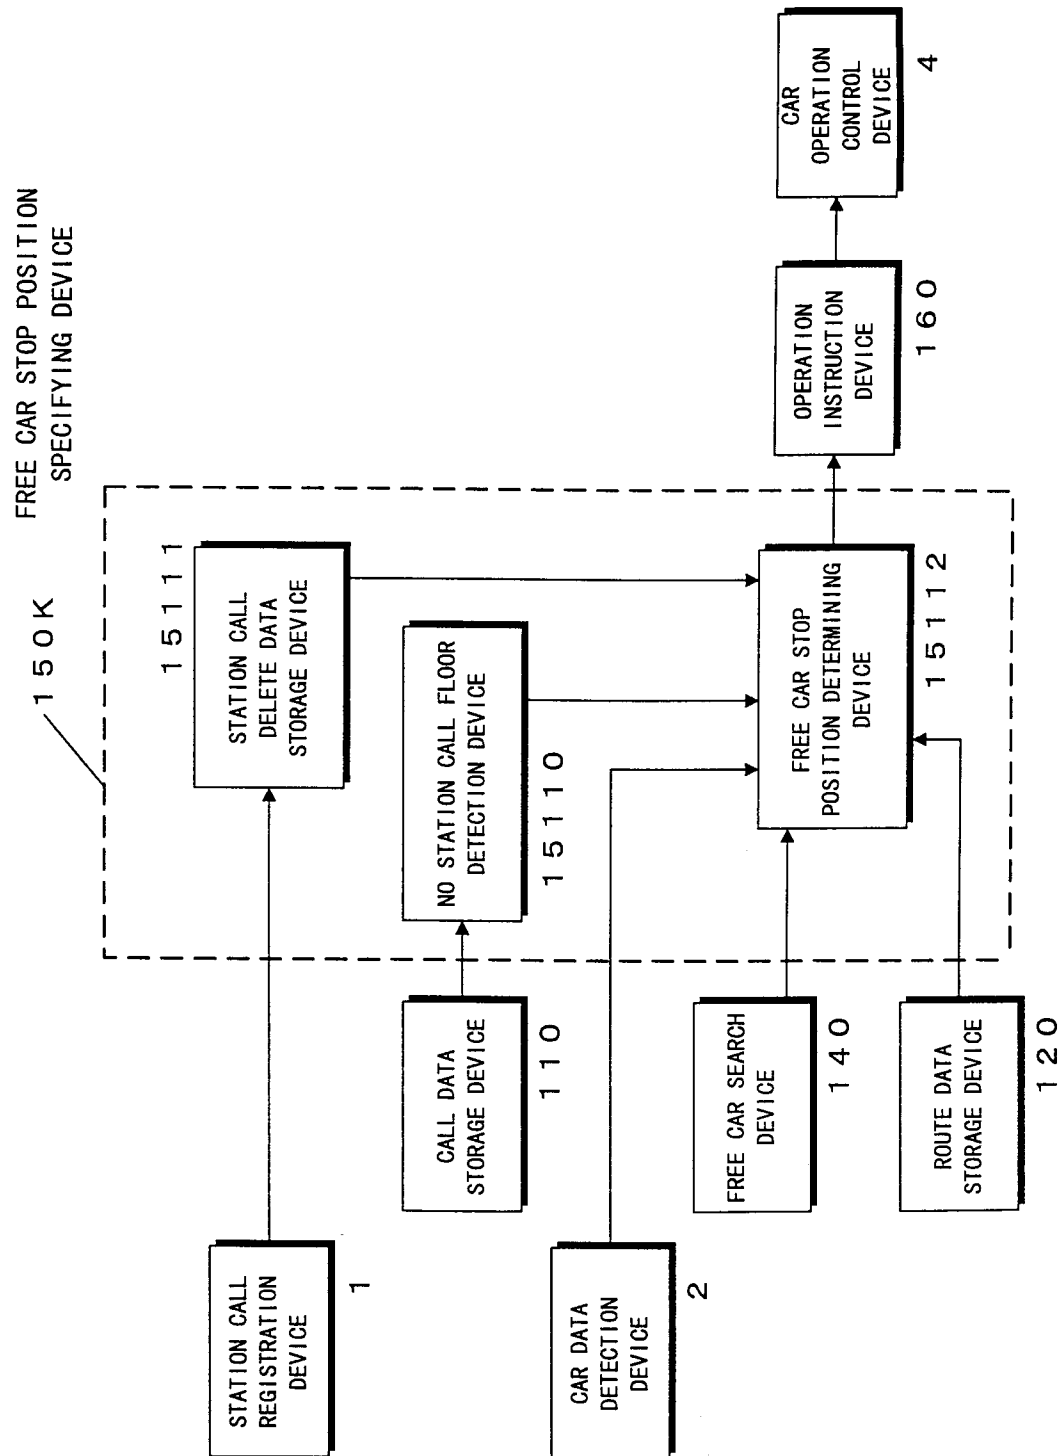 FREE CAR STOP POSITION
SPECIFYING DEVICE
150K
STATION CALL
REGISTRATION
DEVICE
1
STATION CALL
DELETE DATA
STORAGE DEVICE
15111
CALL DATA
STORAGE DEVICE
110
NO STATION CALL FLOOR
DETECTION DEVICE
15110
CAR DATA
DETECTION
DEVICE
2
FREE CAR SEARCH
DEVICE
140
FREE CAR STOP
POSITION DETERMINING
DEVICE
15112
OPERATION
INSTRUCTION
DEVICE
160
CAR
OPERATION
CONTROL
DEVICE
4
ROUTE DATA
STORAGE DEVICE
120